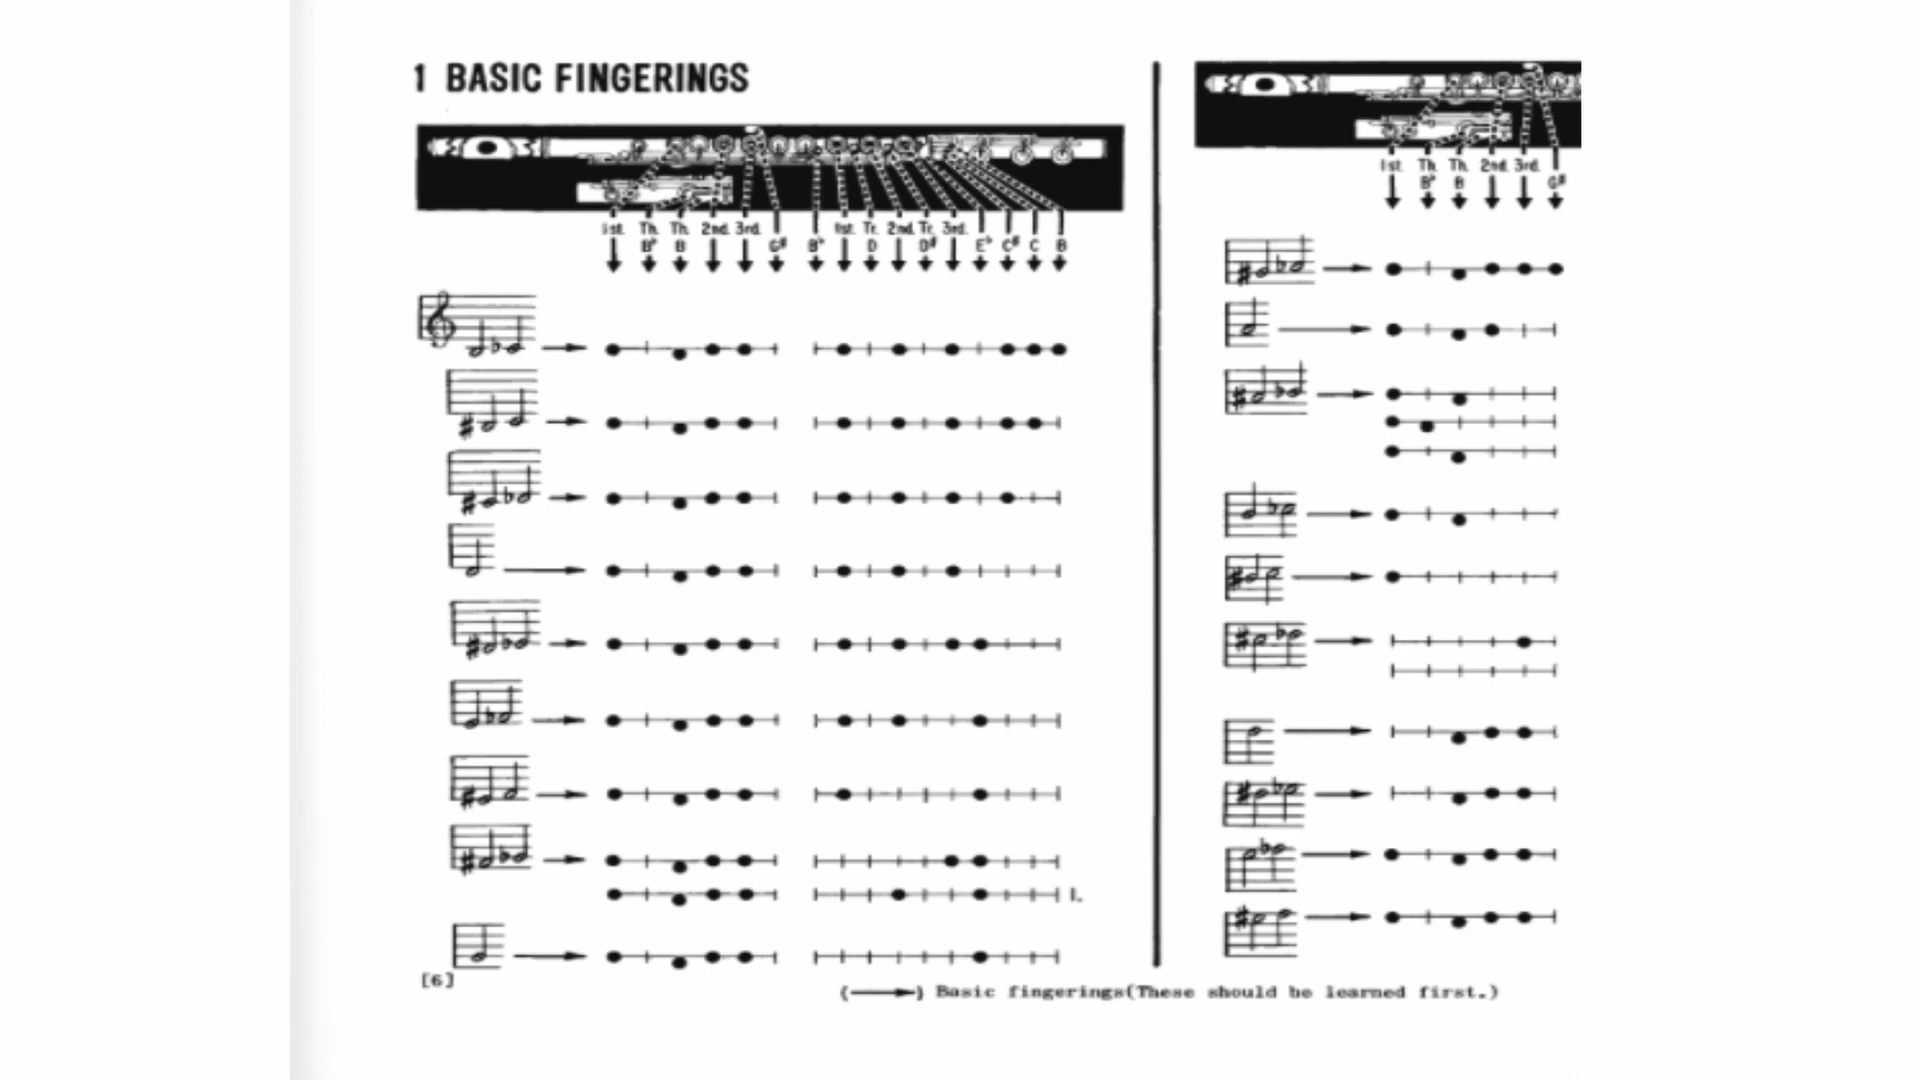 1 BASIC FINGERINGS
1st. Th. Th. 2nd. 3rd. 1st. Tr. 2nd. Tr. 3rd.
B♭ B G♯ B♭ D D♯ E♭ C♯ C B
1.
[6]
1st. Th. Th. 2nd. 3rd.
B♭ B G♯
(→) Basic fingerings(These should be learned first.)